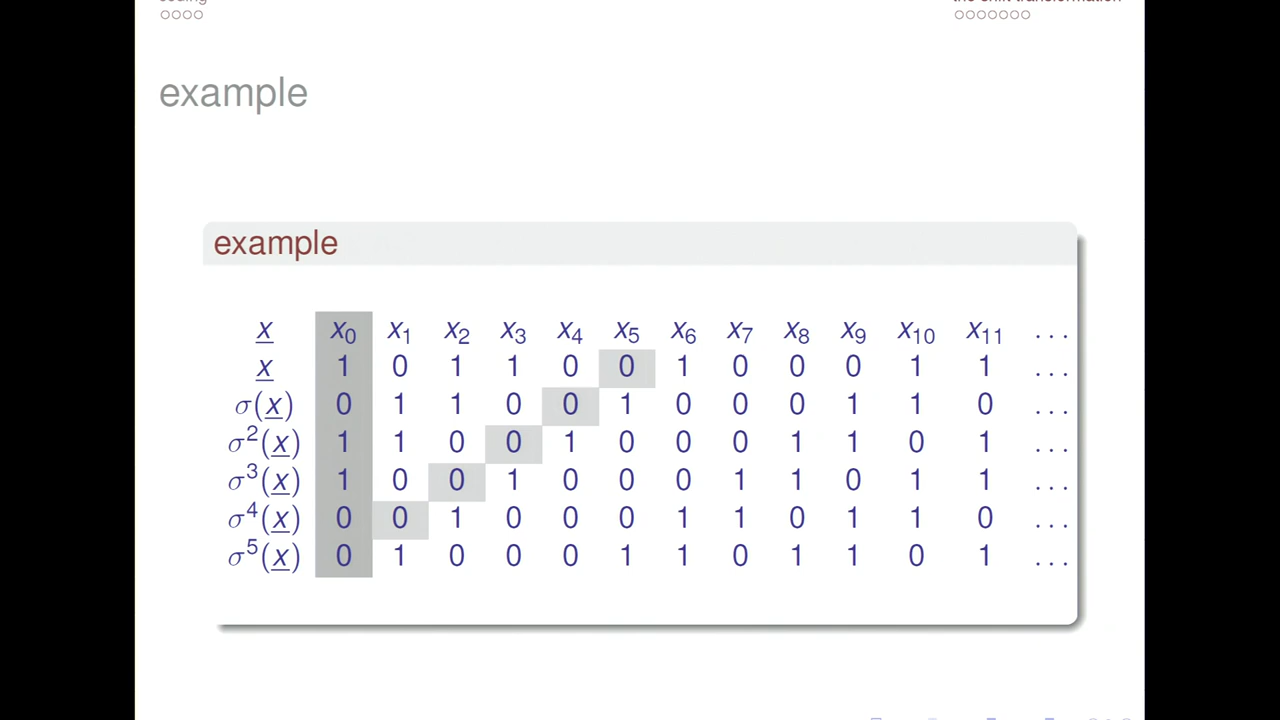 coding the shift transformation
example
example
x x₀ x₁ x₂ x₃ x₄ x₅ x₆ x₇ x₈ x₉ x₁₀ x₁₁ ...
x 1 0 1 1 0 0 1 0 0 0 1 1 ...
σ(x) 0 1 1 0 0 1 0 0 0 1 1 0 ...
σ²(x) 1 1 0 0 1 0 0 0 1 1 0 1 ...
σ³(x) 1 0 0 1 0 0 0 1 1 0 1 1 ...
σ⁴(x) 0 0 1 0 0 0 1 1 0 1 1 0 ...
σ⁵(x) 0 1 0 0 0 1 1 0 1 1 0 1 ...